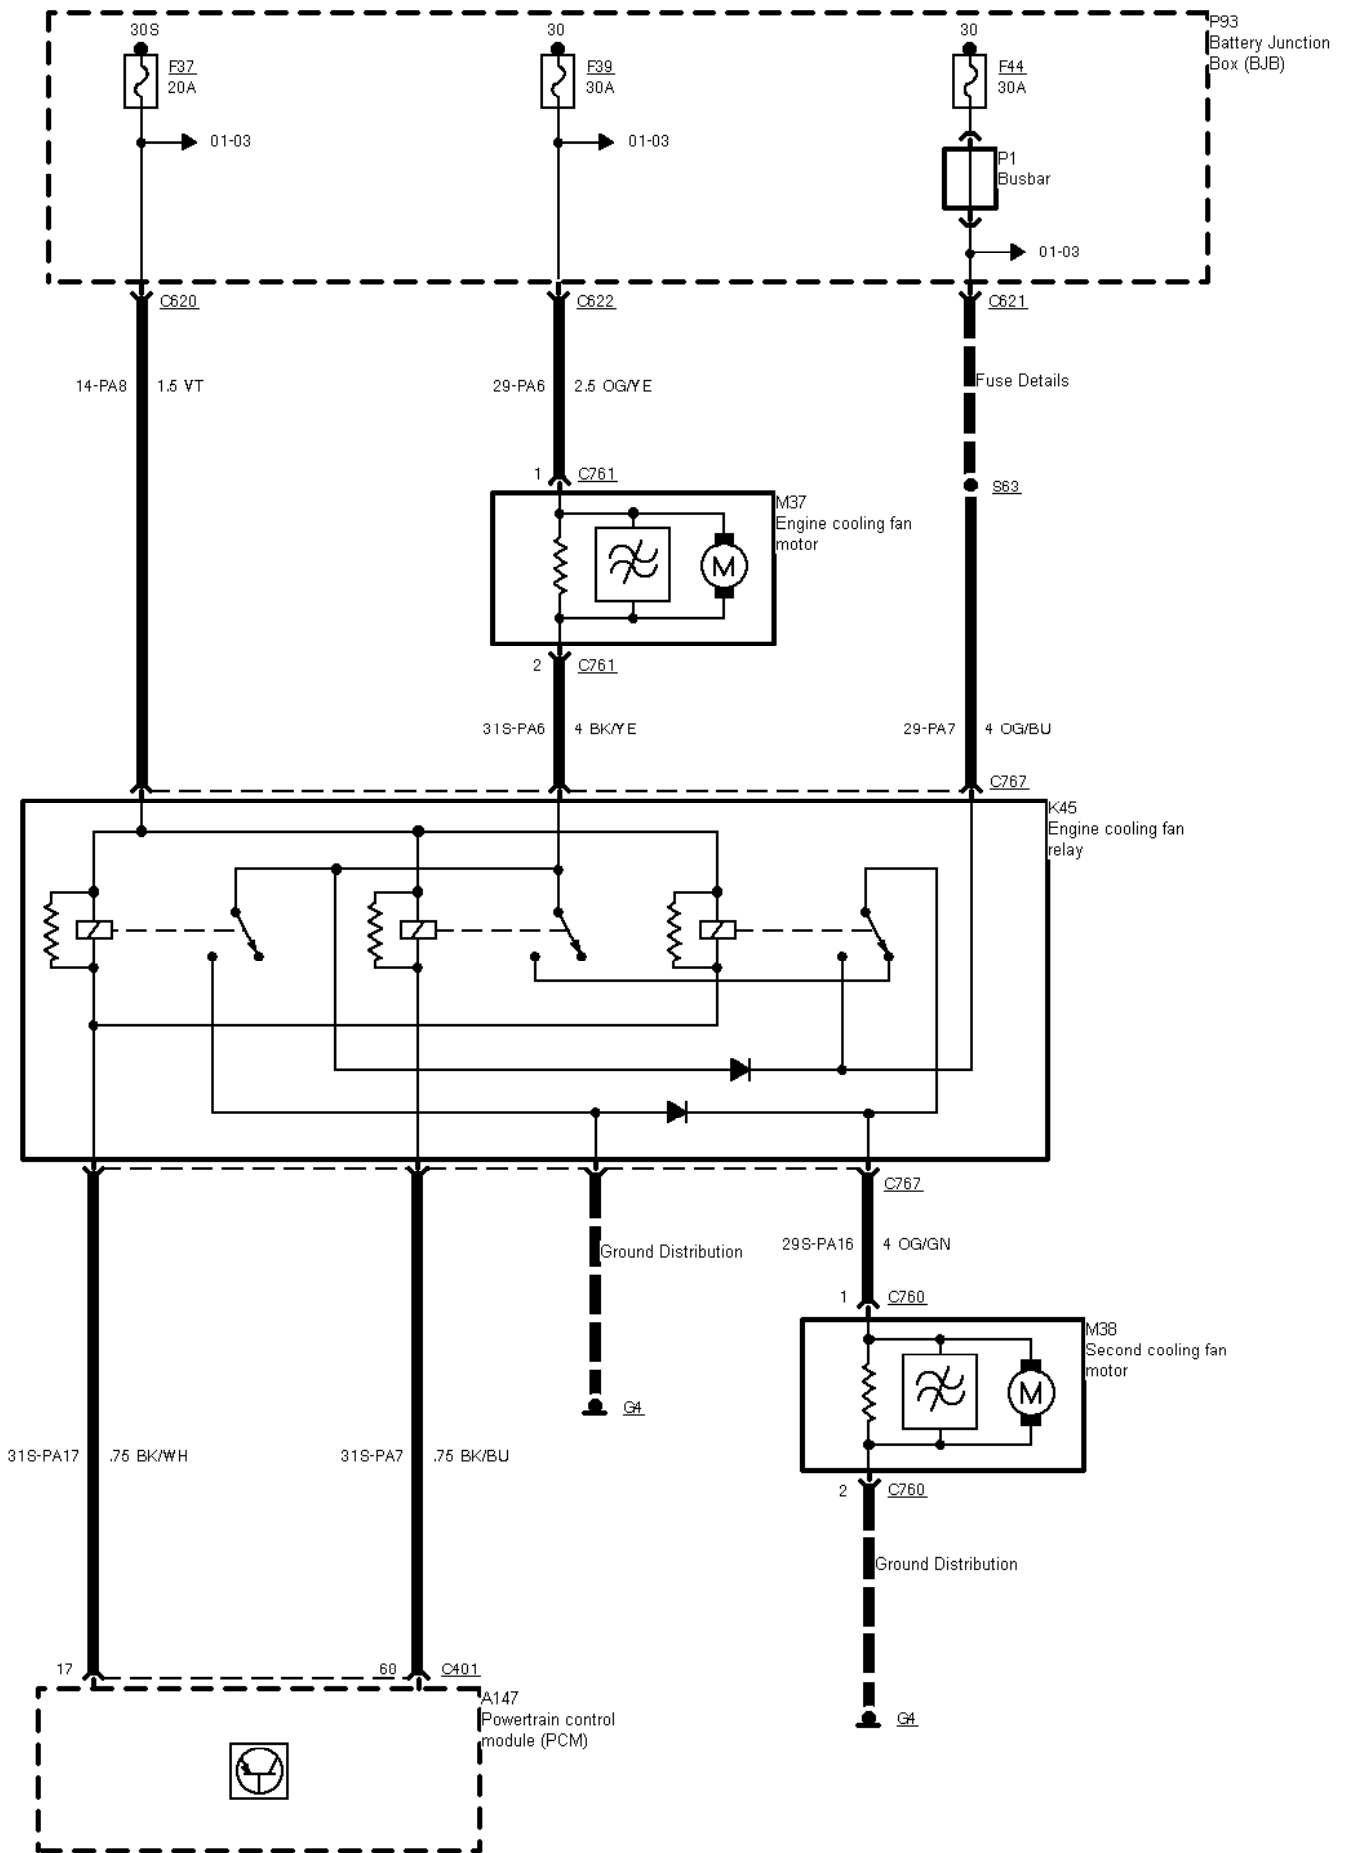 P93
Battery Junction
Box (BJB)
30S
30
30
F37
20A
F39
30A
F44
30A
01-03
01-03
P1
Busbar
01-03
C620
C622
C621
14-PA8 1.5 VT
29-PA6 2.5 OG/YE
Fuse Details
1 C761
S63
M37
Engine cooling fan
motor
M
2 C761
31S-PA6 4 BK/YE
29-PA7 4 OG/BU
C767
K45
Engine cooling fan
relay
C767
Ground Distribution
29S-PA16 4 OG/GN
1 C760
M38
Second cooling fan
motor
M
G4
31S-PA17 .75 BK/WH
31S-PA7 .75 BK/BU
2 C760
Ground Distribution
17
60 C401
A147
Powertrain control
module (PCM)
G4